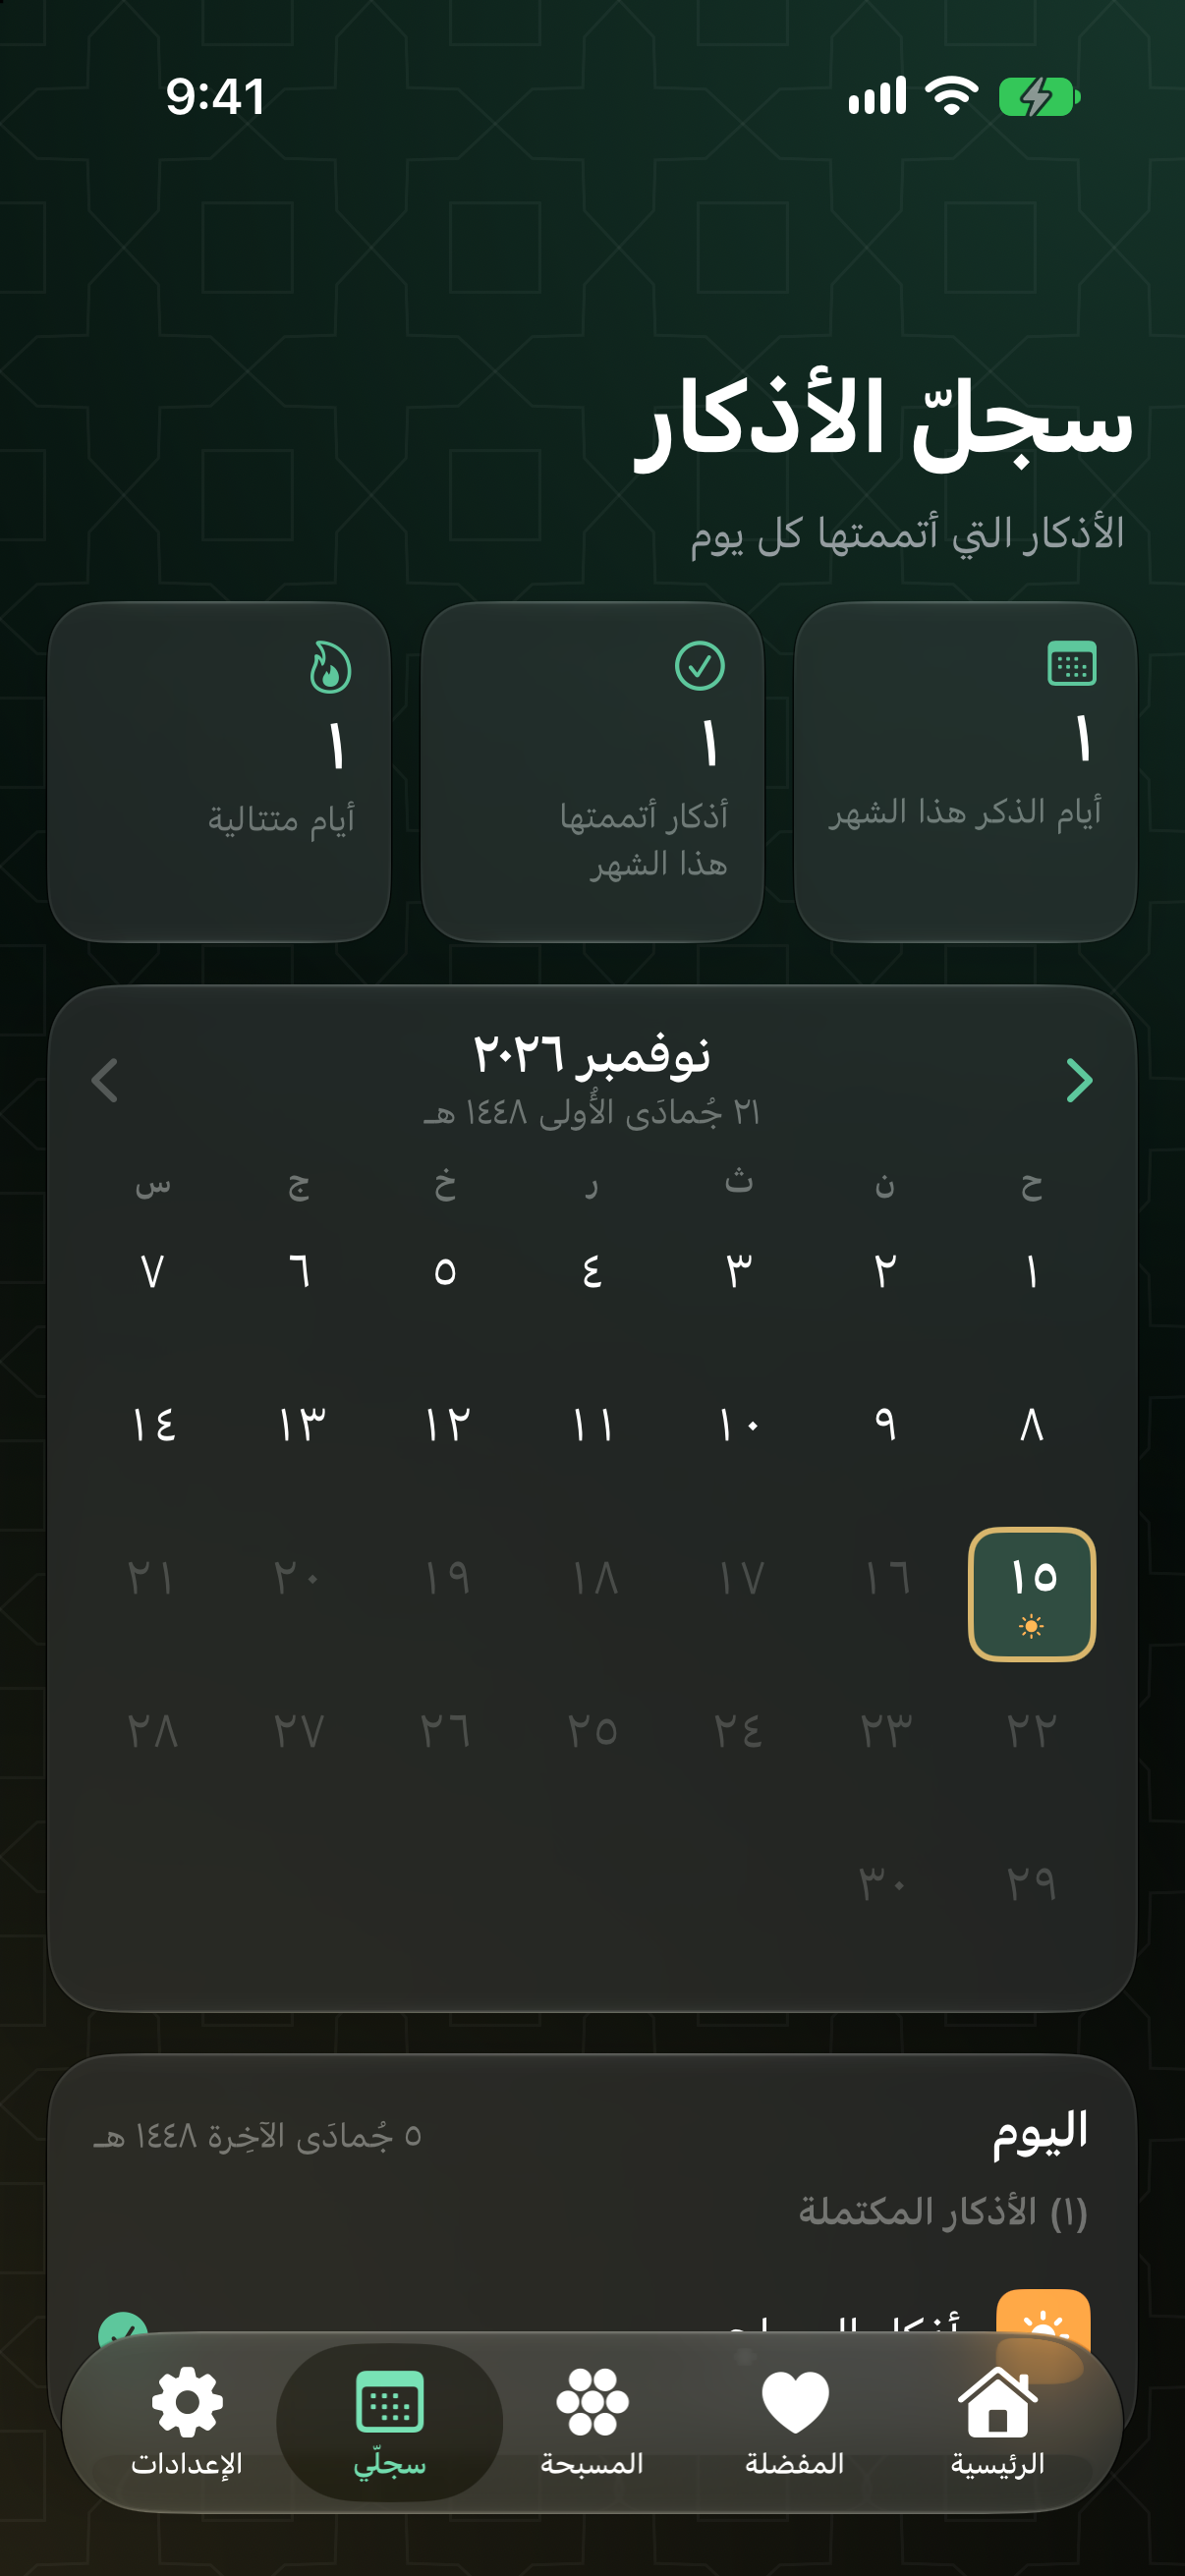 9:41
سجلّ الأذكار
الأذكار التي أتممتها كل يوم
١
أيام الذكر هذا الشهر
١
أذكار أتممتها
هذا الشهر
١
أيام متتالية
نوفمبر ٢٠٢٦
٢١ جُمادَى الأُولى ١٤٤٨ هـ
ح ن ث ر خ ج س
١ ٢ ٣ ٤ ٥ ٦ ٧
٨ ٩ ١٠ ١١ ١٢ ١٣ ١٤
١٥ ١٦ ١٧ ١٨ ١٩ ٢٠ ٢١
٢٢ ٢٣ ٢٤ ٢٥ ٢٦ ٢٧ ٢٨
٢٩ ٣٠
اليوم
٥ جُمادَى الآخِرة ١٤٤٨ هـ
(١) الأذكار المكتملة
الرئيسية
المفضلة
المسبحة
سجلّي
الإعدادات